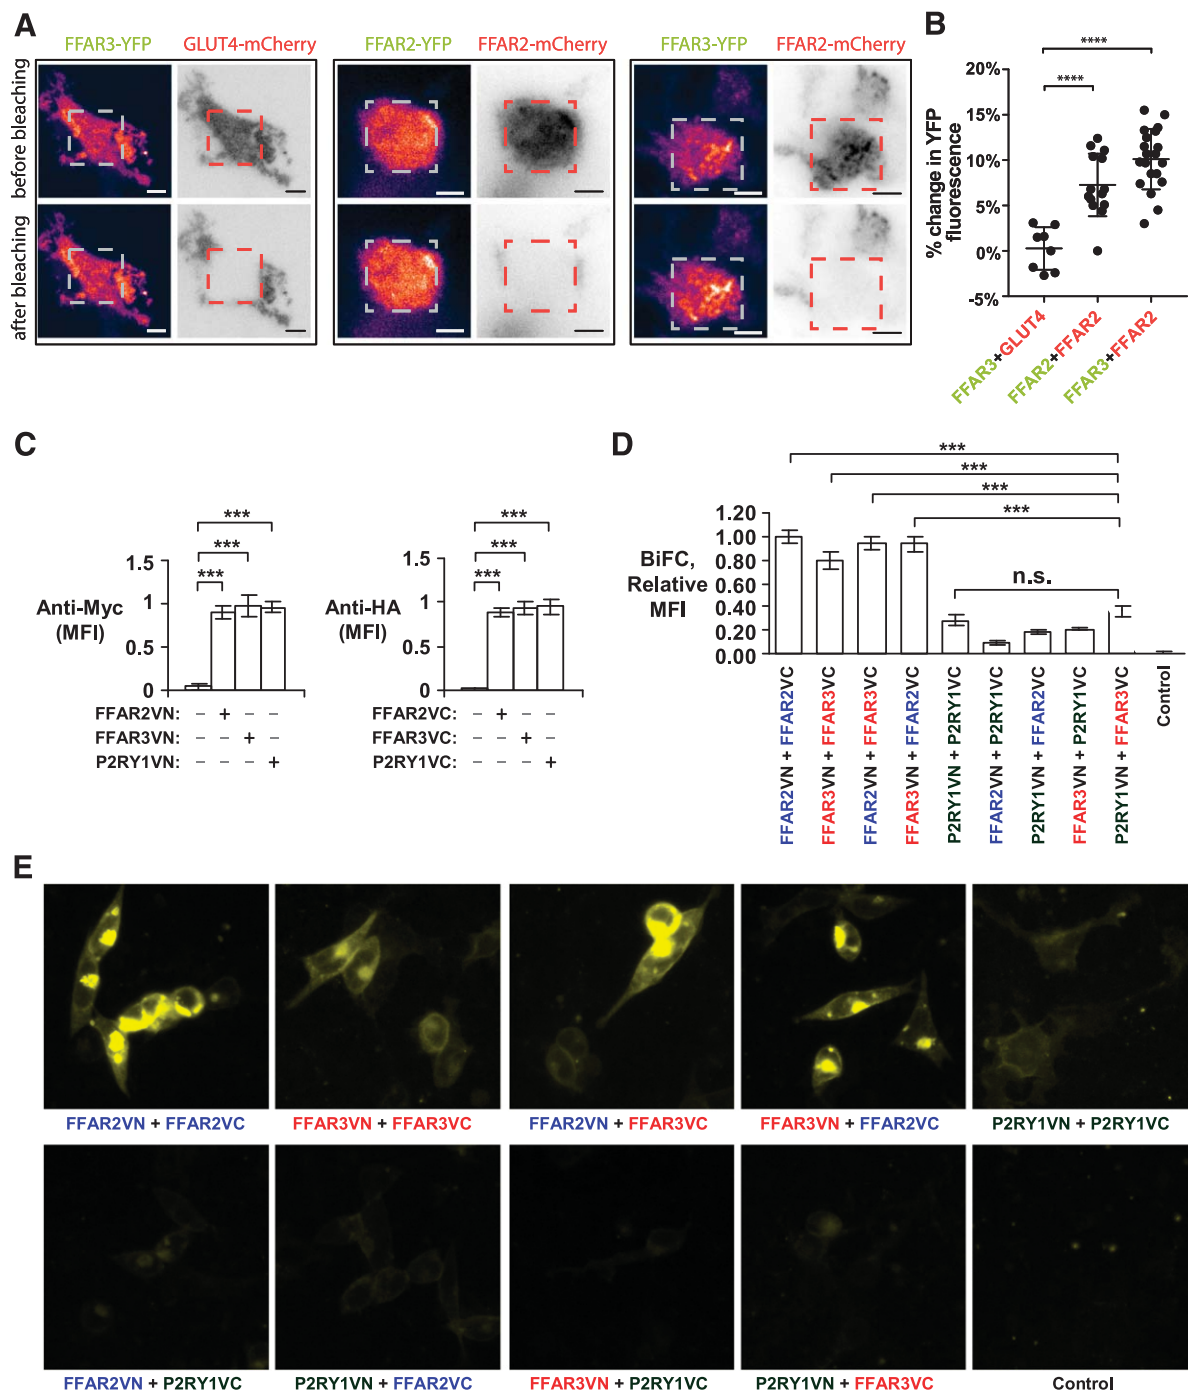 A
FFAR3-YFP GLUT4-mCherry
FFAR2-YFP FFAR2-mCherry
FFAR3-YFP FFAR2-mCherry
before bleaching
after bleaching
B
****
****
% change in YFP
fluorescence
20%
15%
10%
5%
0%
-5%
FFAR3+GLUT4
FFAR2+FFAR2
FFAR3+FFAR2
C
***
***
***
Anti-Myc
(MFI)
1.5
1
0.5
0
FFAR2VN: – + – –
FFAR3VN: – – + –
P2RY1VN: – – – +
***
***
***
Anti-HA
(MFI)
1.5
1
0.5
0
FFAR2VC: – + – –
FFAR3VC: – – + –
P2RY1VC: – – – +
D
***
***
***
***
n.s.
BiFC,
Relative
MFI
1.20
1.00
0.80
0.60
0.40
0.20
0.00
FFAR2VN + FFAR2VC
FFAR3VN + FFAR3VC
FFAR2VN + FFAR3VC
FFAR3VN + FFAR2VC
P2RY1VN + P2RY1VC
FFAR2VN + P2RY1VC
P2RY1VN + FFAR2VC
FFAR3VN + P2RY1VC
P2RY1VN + FFAR3VC
Control
E
FFAR2VN + FFAR2VC
FFAR3VN + FFAR3VC
FFAR2VN + FFAR3VC
FFAR3VN + FFAR2VC
P2RY1VN + P2RY1VC
FFAR2VN + P2RY1VC
P2RY1VN + FFAR2VC
FFAR3VN + P2RY1VC
P2RY1VN + FFAR3VC
Control